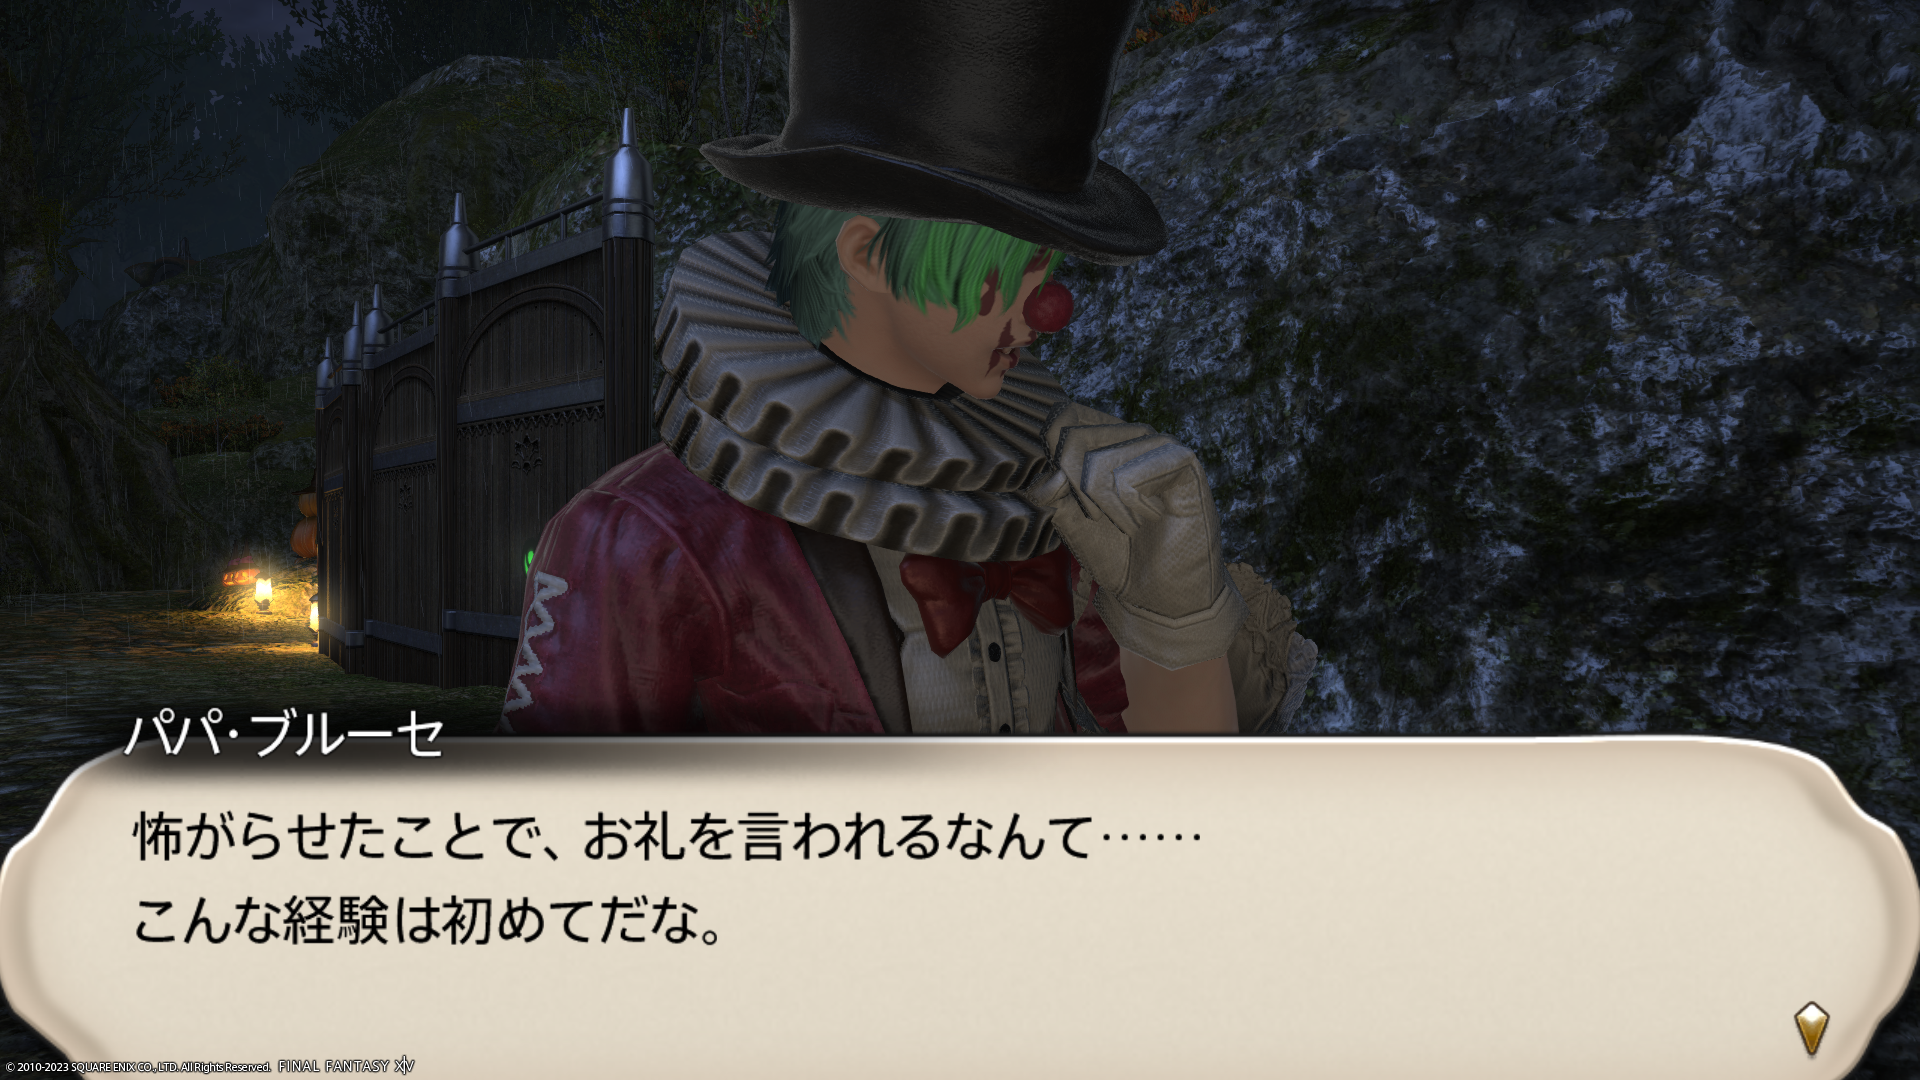 パパ・ブルーセ
怖がらせたことで、お礼を言われるなんて……
こんな経験は初めてだな。
© 2010-2023 SQUARE ENIX CO., LTD. All Rights Reserved. FINAL FANTASY XIV